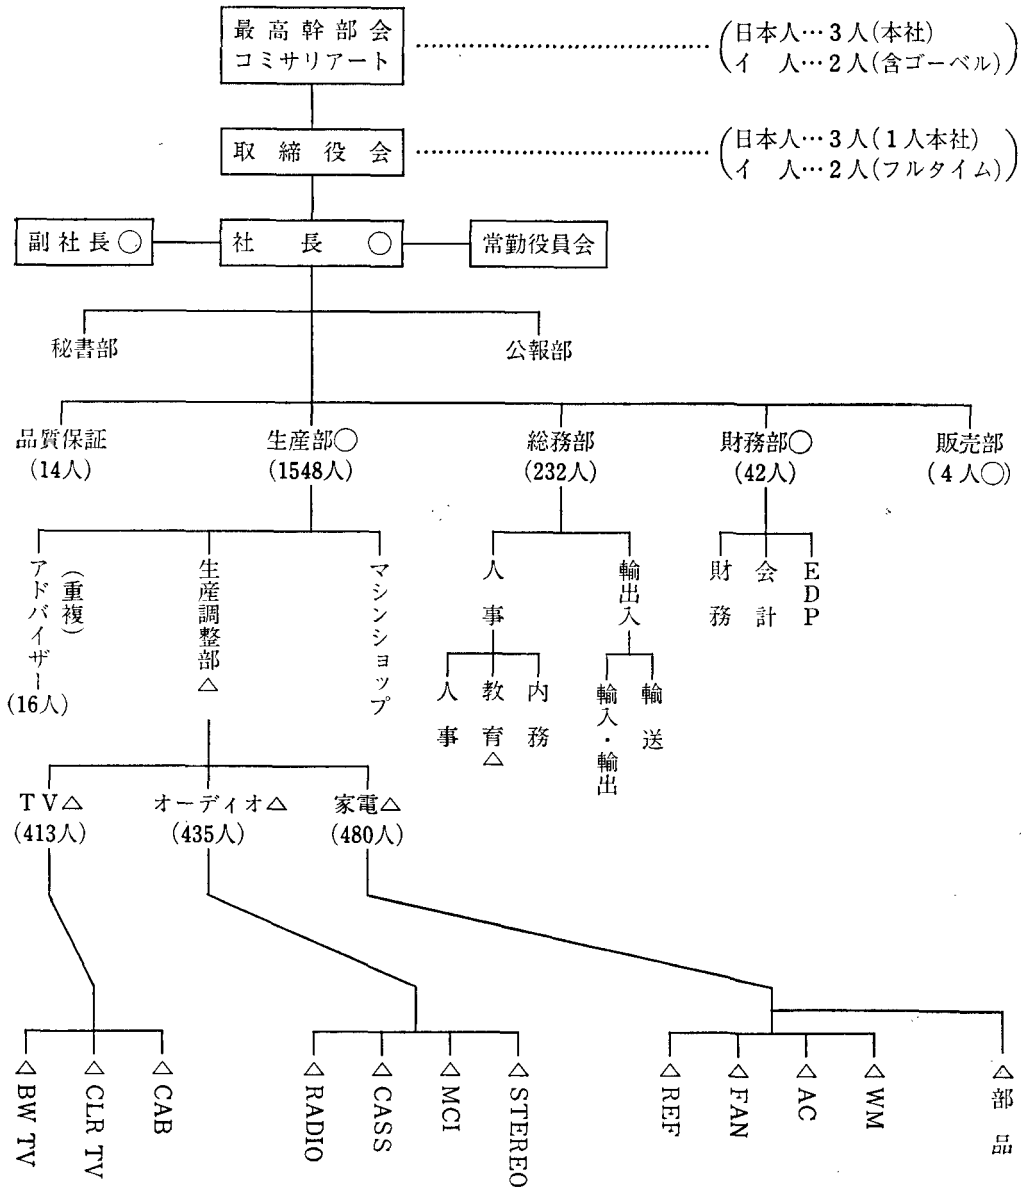 最高幹部会
コミサリアート
(日本人…3人(本社)
イ 人…2人(含ゴーベル))
取締役会
(日本人…3人(1人本社)
イ 人…2人(フルタイム))
副社長○
社長 ○
常勤役員会
秘書部
公報部
品質保証
(14人)
生産部○
(1548人)
総務部
(232人)
財務部○
(42人)
販売部
(4人○)
アドバイザー
(重複)
(16人)
生産調整部△
マシンショップ
人事
輸出入
財務
会計
EDP
人事
教育△
内務
輸入・輸出
輸送
TV△
(413人)
オーディオ△
(435人)
家電△
(480人)
△BW TV
△CLR TV
△CAB
△RADIO
△CASS
△MCI
△STEREO
△REF
△FAN
△AC
△WM
△部品